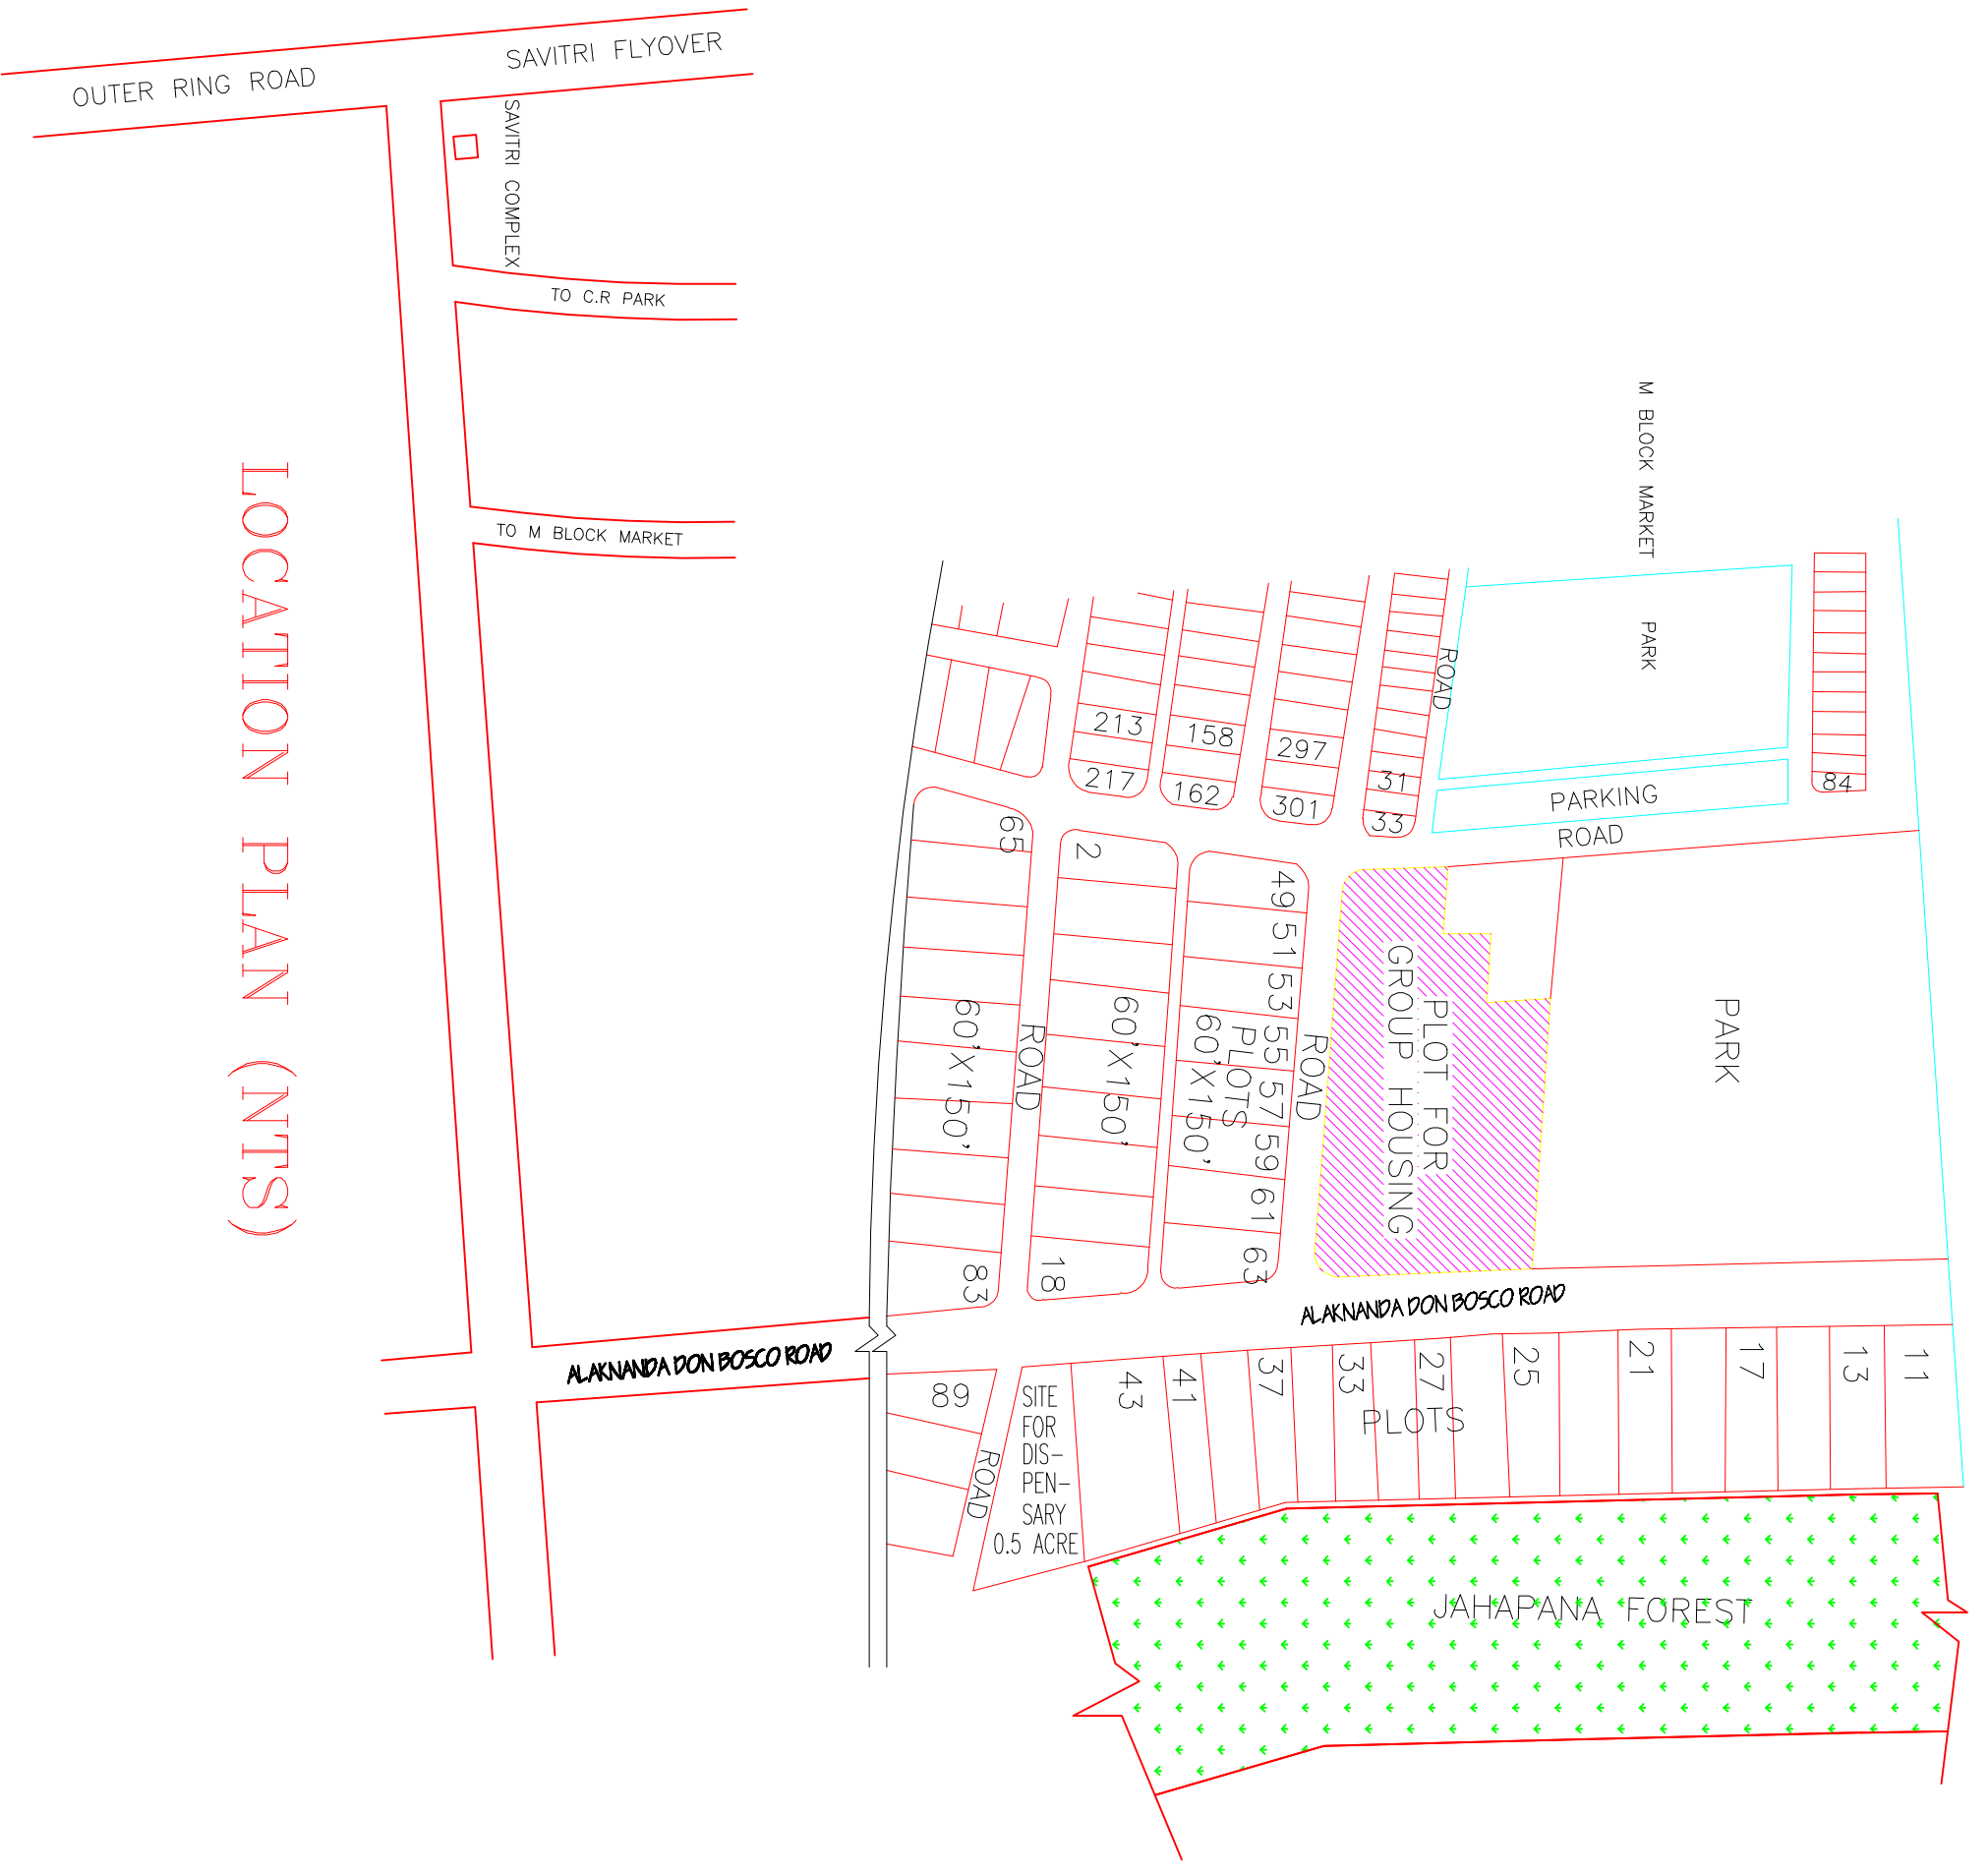 OUTER RING ROAD
SAVITRI FLYOVER
SAVITRI COMPLEX
TO C.R PARK
TO M BLOCK MARKET
LOCATION PLAN (NTS)
M BLOCK MARKET
PARK
ROAD
213
158
297
31
84
217
162
301
33
PARKING
ROAD
65
2
49
51
53
55
57
59
61
63
60'X150'
ROAD
60'X150'
PLOTS
60'X150'
ROAD
PLOT FOR
GROUP HOUSING
PARK
83
18
ALAKNANDA DON BOSCO ROAD
ALAKNANDA DON BOSCO ROAD
89
ROAD
SITE
FOR
DIS-
PEN-
SARY
0.5 ACRE
43
41
37
33
27
25
21
17
13
11
PLOTS
JAHAPANA FOREST